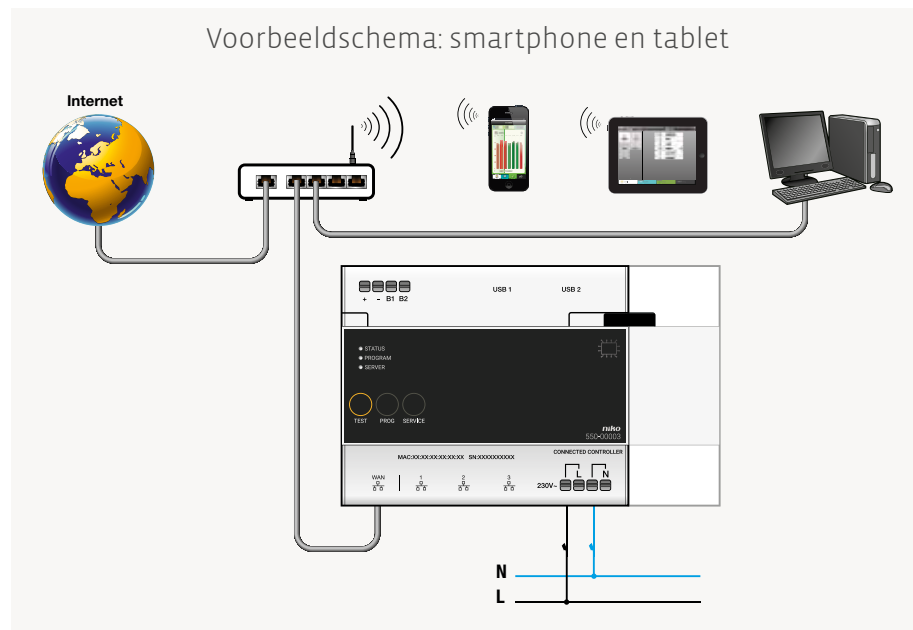 Voorbeeldschema: smartphone en tablet
Internet
+ - B1 B2
USB 1
USB 2
STATUS
PROGRAM
SERVER
TEST PROG SERVICE
niko
550-00003
CONNECTED CONTROLLER
MAC:XX:XX:XX:XX:XX:XX SN:XXXXXXXXXX
WAN 1 2 3
230V~ L N
N
L